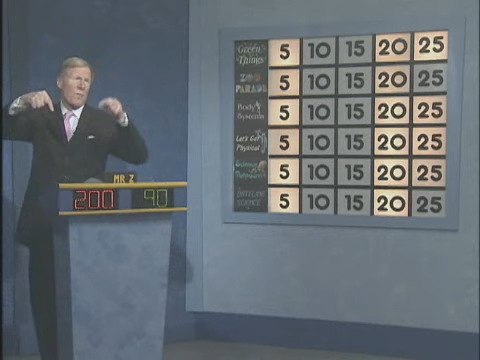 Green Things 5 10 15 20 25
ZOO PARADE 5 10 15 20 25
Body Systems 5 10 15 20 25
Let's Get Physical 5 10 15 20 25
5 10 15 20 25
DATELINE SCIENCE 5 10 15 20 25
MR Z
200 90